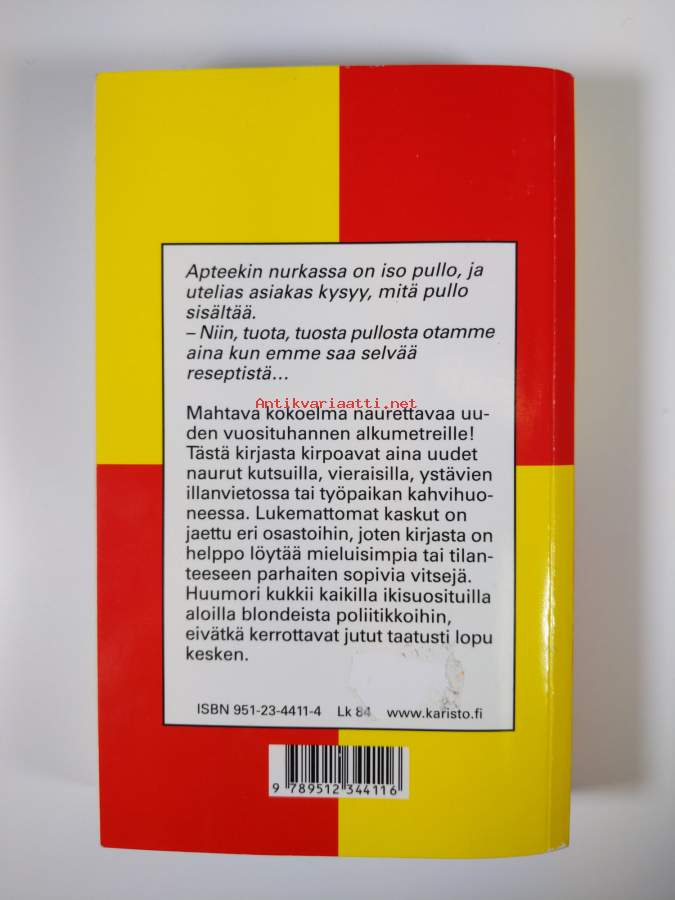 Apteekin nurkassa on iso pullo, ja
utelias asiakas kysyy, mitä pullo
sisältää.
– Niin, tuota, tuosta pullosta otamme
aina kun emme saa selvää
reseptistä...
Antikvariaatti.net
Mahtava kokoelma naurettavaa uu-
den vuosituhannen alkumetreille!
Tästä kirjasta kirpoavat aina uudet
naurut kutsuilla, vieraisilla, ystävien
illanvietossa tai työpaikan kahvihuo-
neessa. Lukemattomat kaskut on
jaettu eri osastoihin, joten kirjasta on
helppo löytää mieluisimpia tai tilan-
teeseen parhaiten sopivia vitsejä.
Huumori kukkii kaikilla ikisuosituilla
aloilla blondeista poliitikkoihin,
eivätkä kerrottavat jutut taatusti lopu
kesken.
ISBN 951-23-4411-4 Lk 84 www.karisto.fi
9 789512 344116